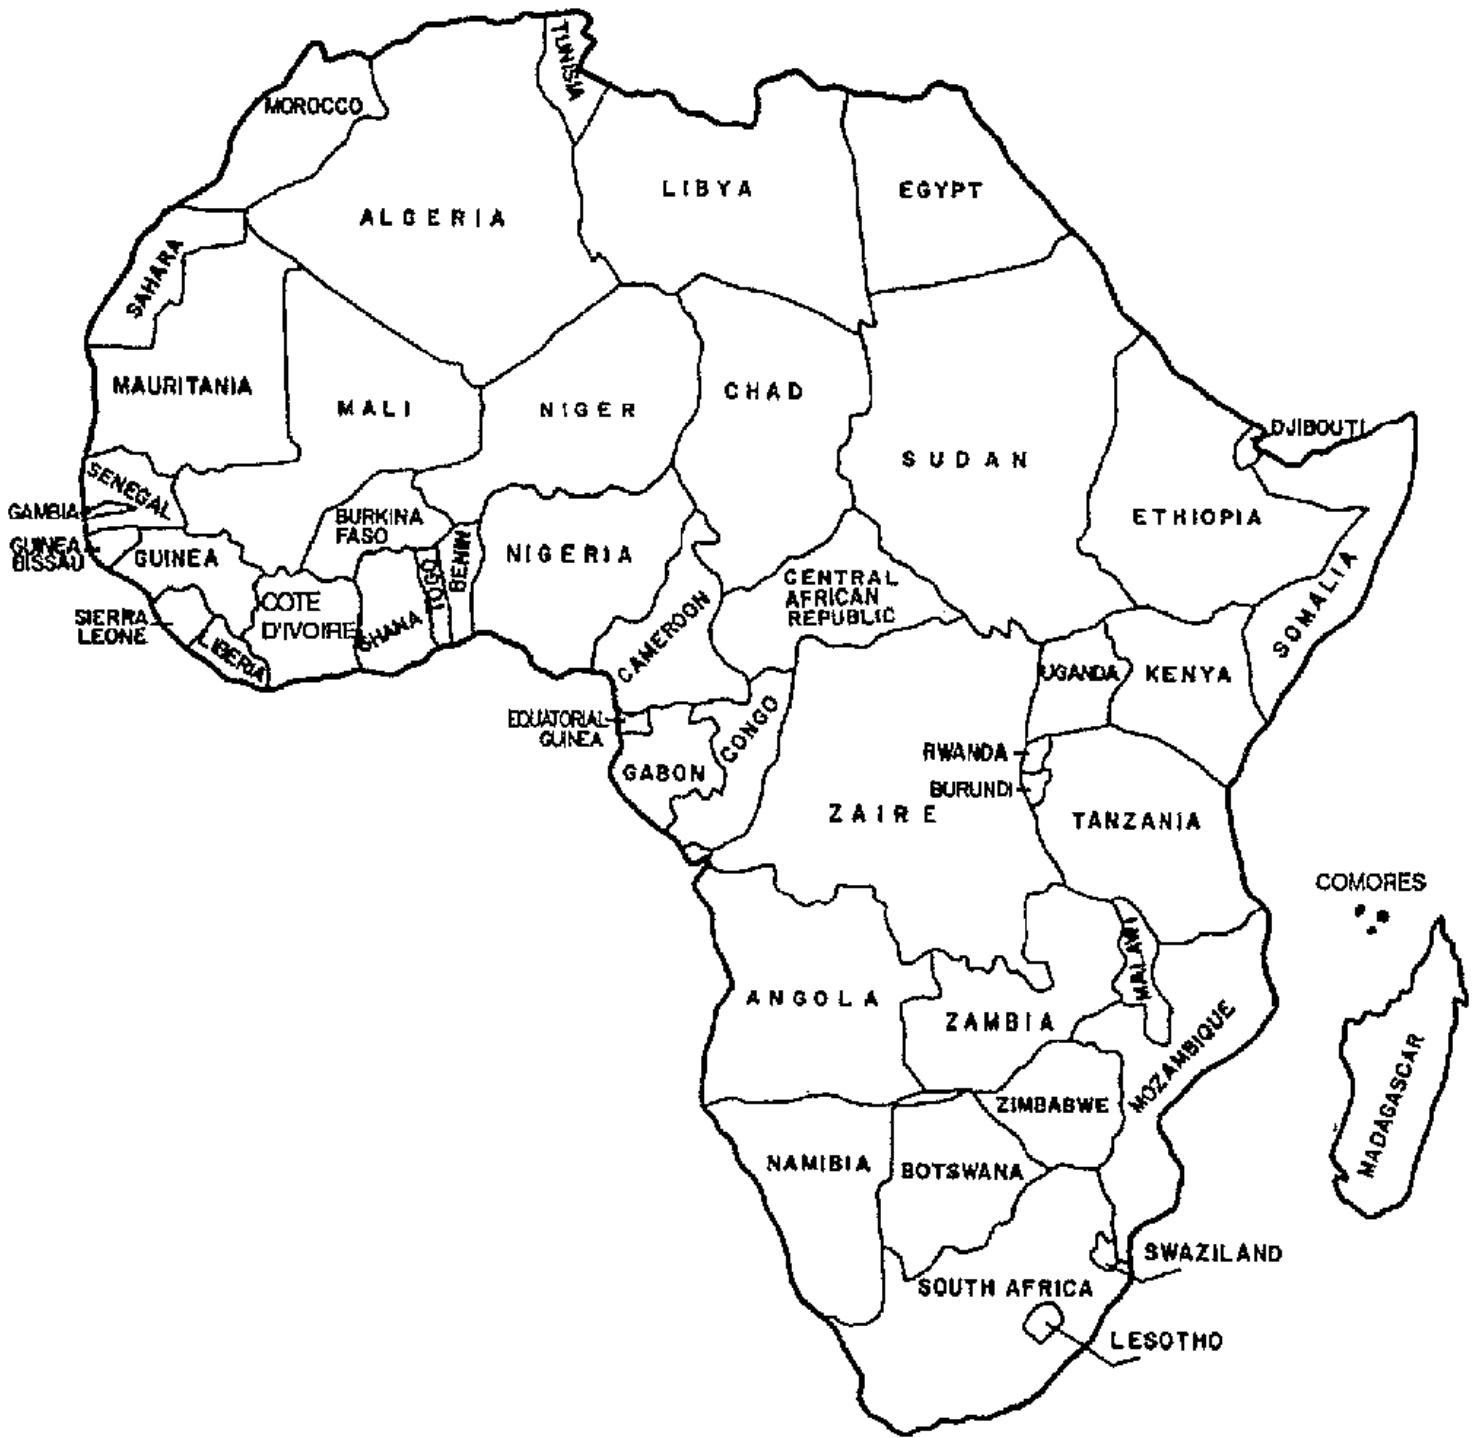 TUNISIA
MOROCCO
LIBYA
EGYPT
ALGERIA
SAHARA
MAURITANIA
MALI
NIGER
CHAD
DJIBOUTI
SUDAN
SENEGAL
GAMBIA
BURKINA
FASO
ETHIOPIA
GUINEA
BISSAU
GUINEA
TOGO
BENIN
NIGERIA
CENTRAL
AFRICAN
REPUBLIC
COTE
D'IVOIRE
SIERRA
LEONE
LIBERIA
GHANA
CAMEROON
SOMALIA
UGANDA
KENYA
EQUATORIAL
GUINEA
CONGO
GABON
RWANDA
BURUNDI
ZAIRE
TANZANIA
COMORES
MALAWI
ANGOLA
ZAMBIA
MOZAMBIQUE
MADAGASCAR
ZIMBABWE
NAMIBIA
BOTSWANA
SWAZILAND
SOUTH AFRICA
LESOTHO